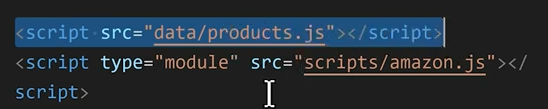 <script src="data/products.js"></script>
<script type="module" src="scripts/amazon.js"></
script>